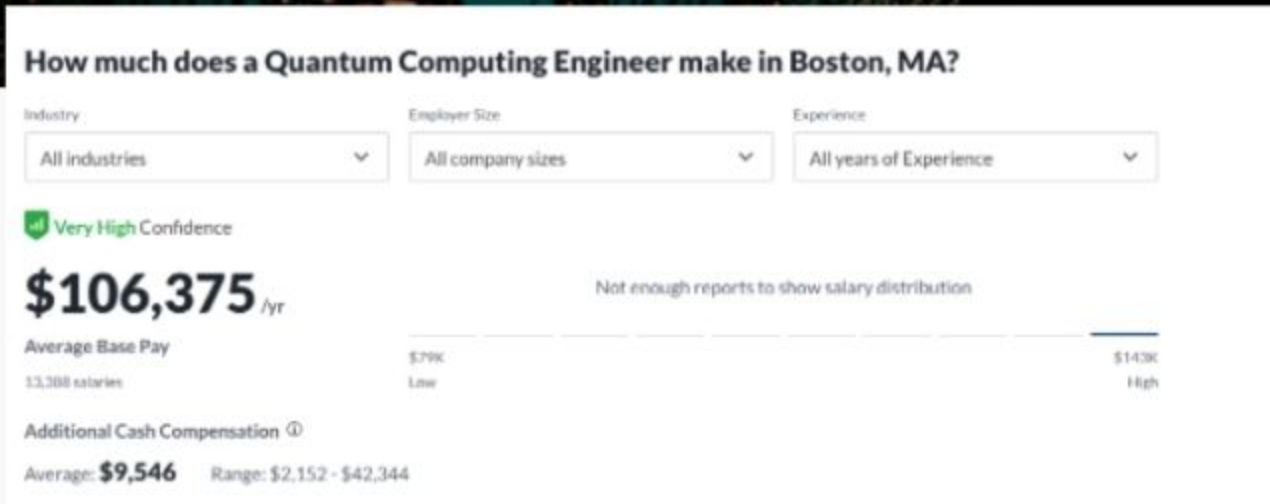 How much does a Quantum Computing Engineer make in Boston, MA?
Industry Employer Size Experience
All industries All company sizes All years of Experience
Very High Confidence
$106,375 /yr
Not enough reports to show salary distribution
Average Base Pay
$79K $143K
salaries
Low High
Additional Cash Compensation
Average: $9,546 Range: $2,152 - $42,344